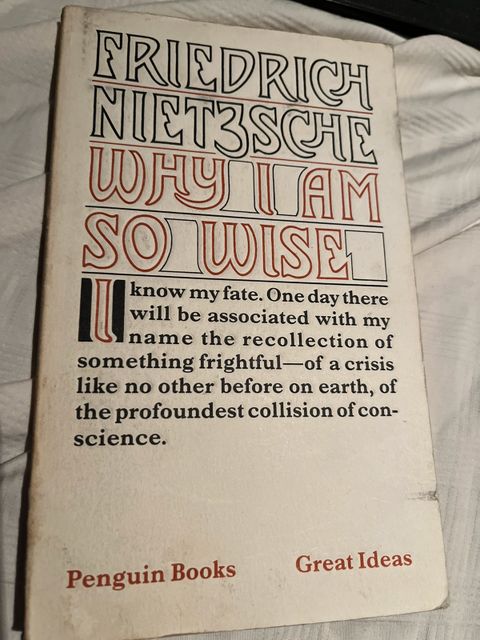 FRIEDRICH
NIETZSCHE
WHY I AM
SO WISE
I know my fate. One day there
will be associated with my
name the recollection of
something frightful—of a crisis
like no other before on earth, of
the profoundest collision of con-
science.
Penguin Books Great Ideas